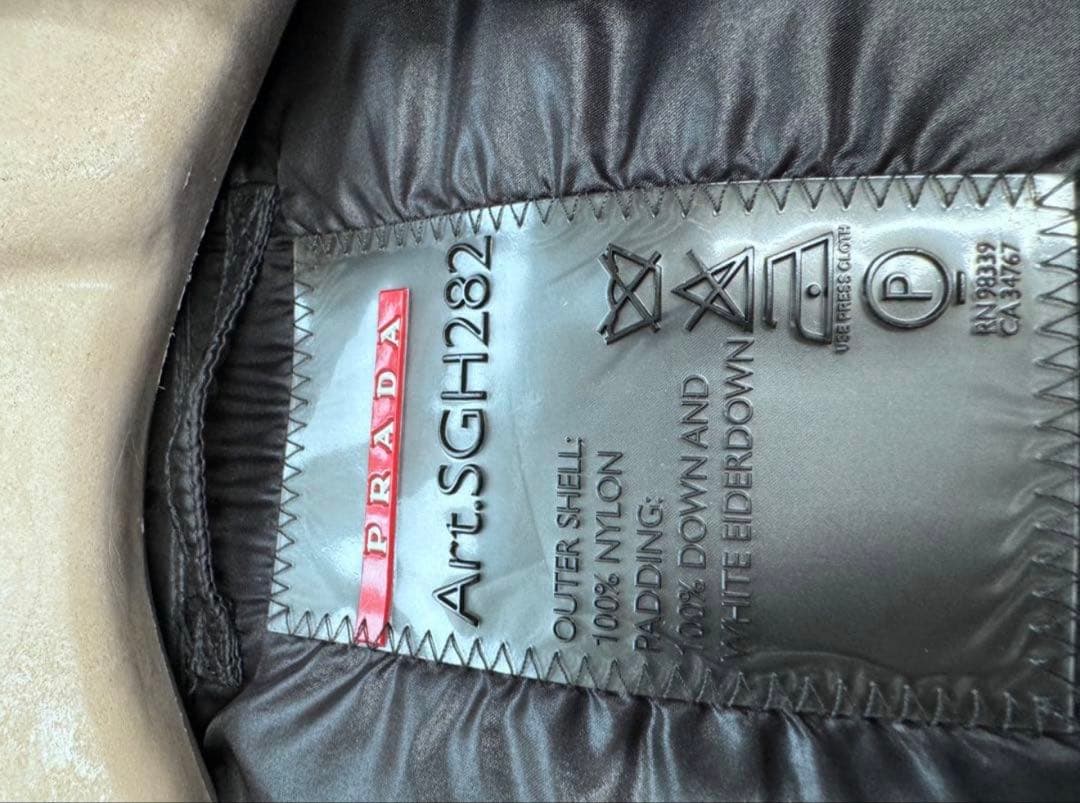 PRADA
Art.SGH282
OUTER SHELL:
100% NYLON
PADDING:
100% DOWN AND
WHITE EIDERDOWN
USE PRESS CLOTH
P
RN 98339
CA 34767